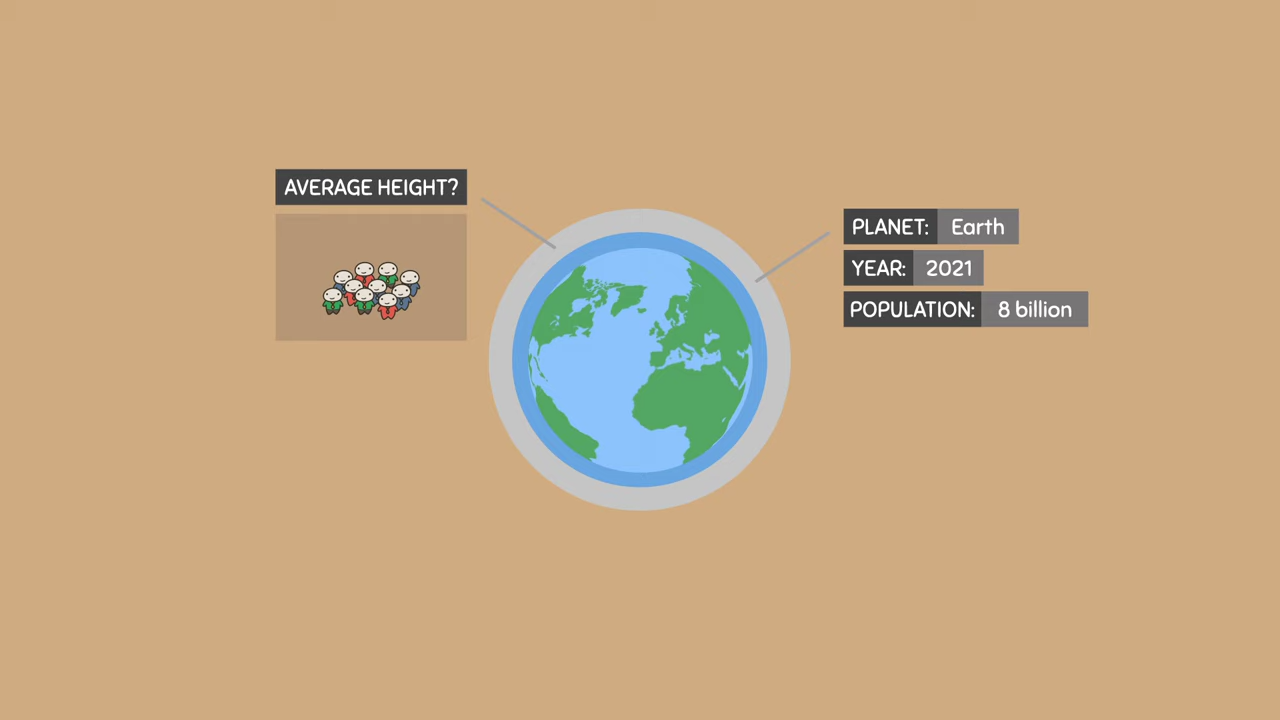 AVERAGE HEIGHT?
PLANET: Earth
YEAR: 2021
POPULATION: 8 billion